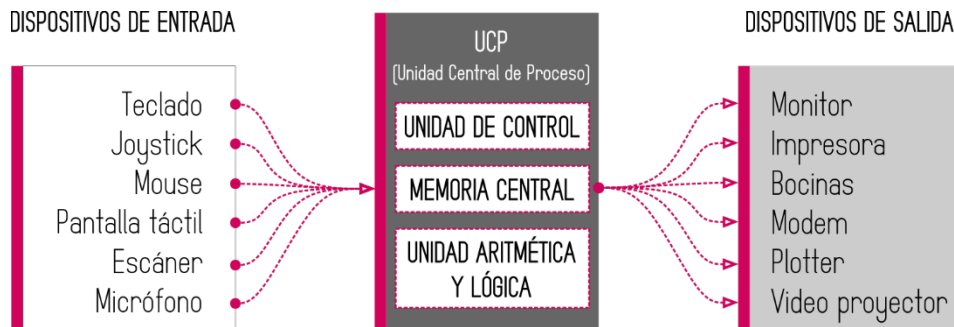 DISPOSITIVOS DE ENTRADA
Teclado
Joystick
Mouse
Pantalla táctil
Escáner
Micrófono
UCP
(Unidad Central de Proceso)
UNIDAD DE CONTROL
MEMORIA CENTRAL
UNIDAD ARITMÉTICA
Y LÓGICA
DISPOSITIVOS DE SALIDA
Monitor
Impresora
Bocinas
Modem
Plotter
Video proyector